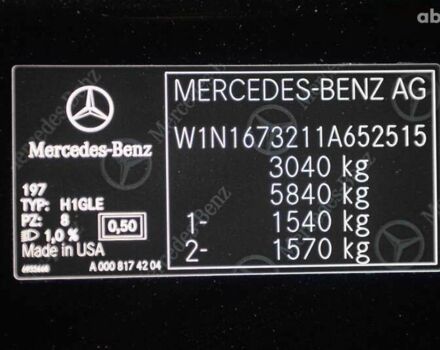 ab
Mercedes-Benz
197
TYP: H1GLE
PZ: 8
1,0 %
0,50
Made in USA
A 000 817 42 04
MERCEDES-BENZ AG
W1N1673211A652515
3040 kg
5840 kg
1- 1540 kg
2- 1570 kg